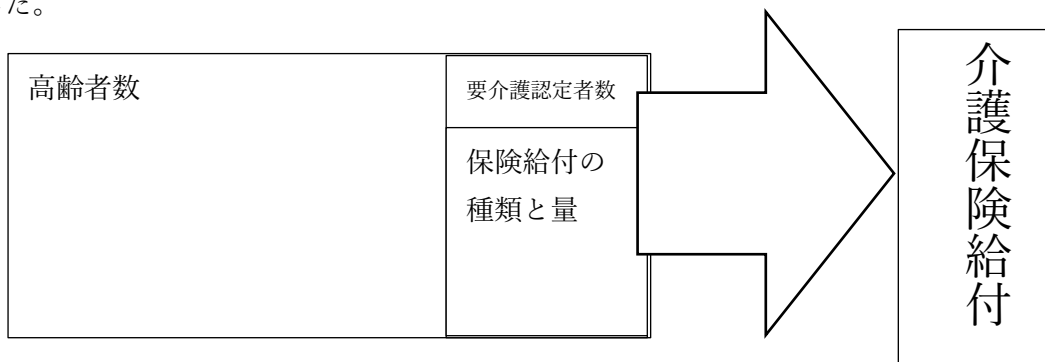 た。
高齢者数
要介護認定者数
保険給付の
種類と量
介護保険給付